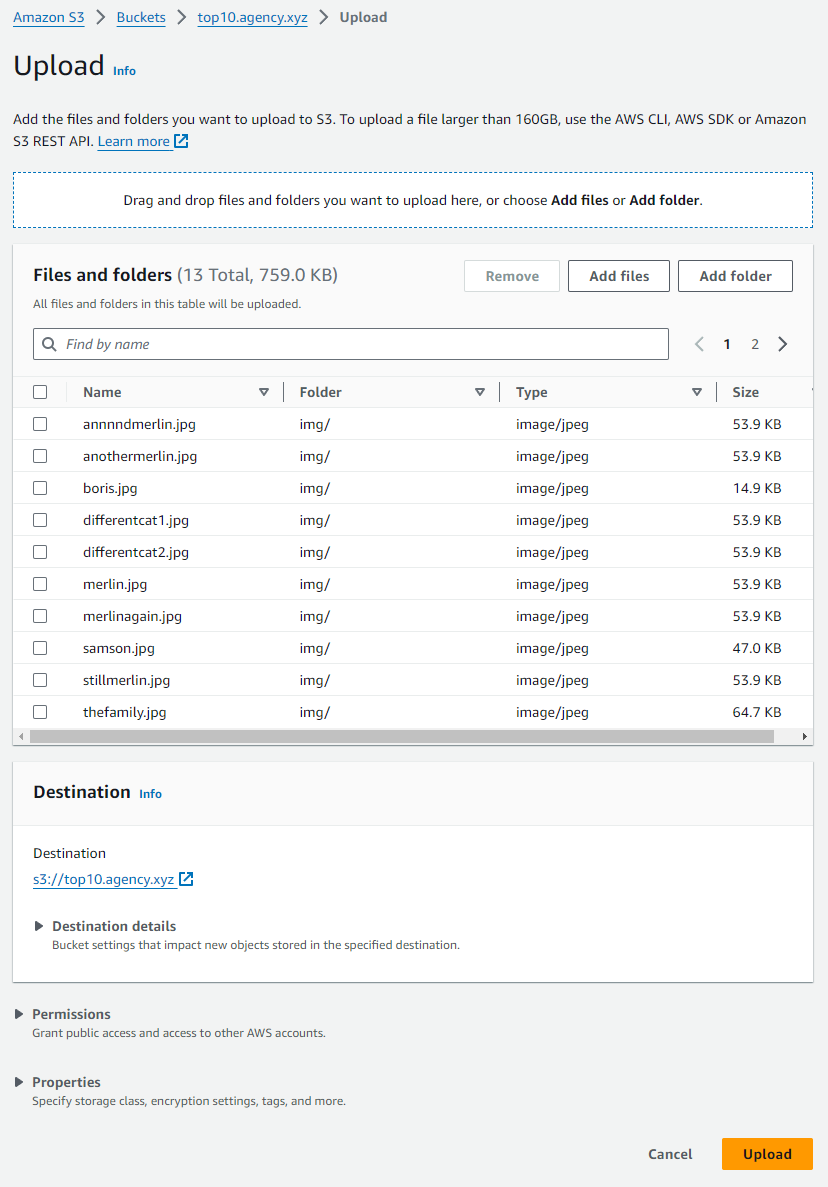 Amazon S3 > Buckets > top10.agency.xyz > Upload
Upload Info
Add the files and folders you want to upload to S3. To upload a file larger than 160GB, use the AWS CLI, AWS SDK or Amazon
S3 REST API. Learn more
Drag and drop files and folders you want to upload here, or choose Add files or Add folder.
Files and folders (13 Total, 759.0 KB) Remove Add files Add folder
All files and folders in this table will be uploaded.
Find by name < 1 2 >
Name Folder Type Size
annnndmerlin.jpg img/ image/jpeg 53.9 KB
anothermerlin.jpg img/ image/jpeg 53.9 KB
boris.jpg img/ image/jpeg 14.9 KB
differentcat1.jpg img/ image/jpeg 53.9 KB
differentcat2.jpg img/ image/jpeg 53.9 KB
merlin.jpg img/ image/jpeg 53.9 KB
merlinagain.jpg img/ image/jpeg 53.9 KB
samson.jpg img/ image/jpeg 47.0 KB
stillmerlin.jpg img/ image/jpeg 53.9 KB
thefamily.jpg img/ image/jpeg 64.7 KB
Destination Info
Destination
s3://top10.agency.xyz
Destination details
Bucket settings that impact new objects stored in the specified destination.
Permissions
Grant public access and access to other AWS accounts.
Properties
Specify storage class, encryption settings, tags, and more.
Cancel Upload